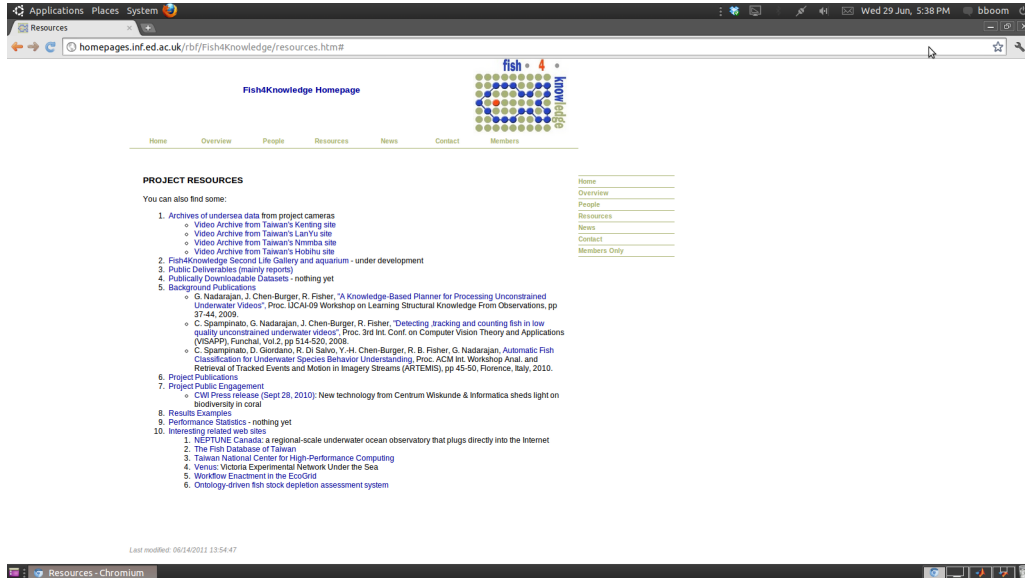 Applications Places System
Wed 29 Jun, 5:38 PM
bboom
Resources
homepages.inf.ed.ac.uk/rbf/Fish4Knowledge/resources.htm#
fish 4
knowledge
Fish4Knowledge Homepage
Home Overview People Resources News Contact Members
PROJECT RESOURCES
You can also find some:
1. Archives of undersea data from project cameras
Video Archive from Taiwan's Kenting site
Video Archive from Taiwan's LanYu site
Video Archive from Taiwan's Nmmba site
Video Archive from Taiwan's Hobihu site
2. Fish4Knowledge Second Life Gallery and aquarium - under development
3. Public Deliverables (mainly reports)
4. Publically Downloadable Datasets - nothing yet
5. Background Publications
G. Nadarajan, J. Chen-Burger, R. Fisher, "A Knowledge-Based Planner for Processing Unconstrained
Underwater Videos", Proc. IJCAI-09 Workshop on Learning Structural Knowledge From Observations, pp
37-44, 2009.
C. Spampinato, G. Nadarajan, J. Chen-Burger, R. Fisher, "Detecting ,tracking and counting fish in low
quality unconstrained underwater videos", Proc. 3rd Int. Conf. on Computer Vision Theory and Applications
(VISAPP), Funchal, Vol.2, pp 514-520, 2008.
C. Spampinato, D. Giordano, R. Di Salvo, Y.-H. Chen-Burger, R. B. Fisher, G. Nadarajan, Automatic Fish
Classification for Underwater Species Behavior Understanding, Proc. ACM Int. Workshop Anal. and
Retrieval of Tracked Events and Motion in Imagery Streams (ARTEMIS), pp 45-50, Florence, Italy, 2010.
6. Project Publications
7. Project Public Engagement
CWI Press release (Sept 28, 2010): New technology from Centrum Wiskunde & Informatica sheds light on
biodiversity in coral
8. Results Examples
9. Performance Statistics - nothing yet
10. Interesting related web sites
1. NEPTUNE Canada: a regional-scale underwater ocean observatory that plugs directly into the Internet
2. The Fish Database of Taiwan
3. Taiwan National Center for High-Performance Computing
4. Venus: Victoria Experimental Network Under the Sea
5. Workflow Enactment in the EcoGrid
6. Ontology-driven fish stock depletion assessment system
Home
Overview
People
Resources
News
Contact
Members Only
Last modified: 06/14/2011 13:54:47
Resources - Chromium